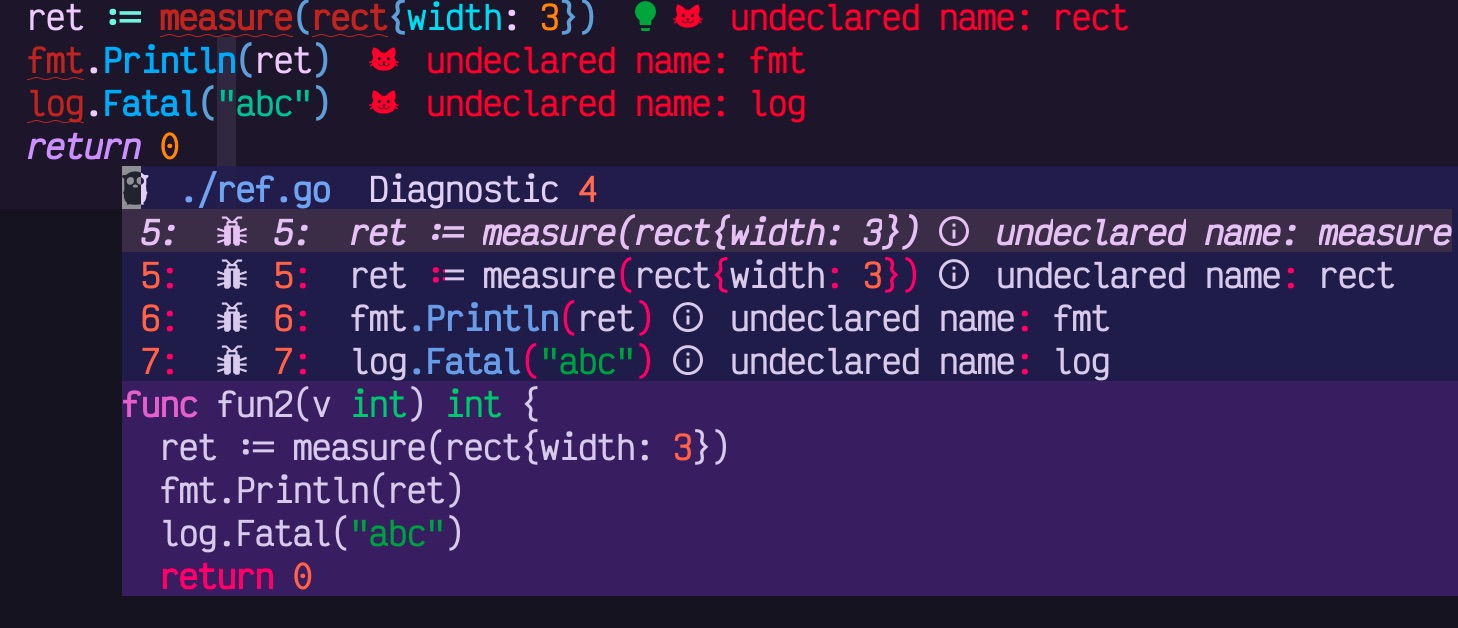 ret := measure(rect{width: 3}) undeclared name: rect
fmt.Println(ret) undeclared name: fmt
log.Fatal("abc") undeclared name: log
return 0
} ./ref.go Diagnostic 4
5: 5: ret := measure(rect{width: 3}) undeclared name: measure
5: 5: ret := measure(rect{width: 3}) undeclared name: rect
6: 6: fmt.Println(ret) undeclared name: fmt
7: 7: log.Fatal("abc") undeclared name: log
func fun2(v int) int {
ret := measure(rect{width: 3})
fmt.Println(ret)
log.Fatal("abc")
return 0